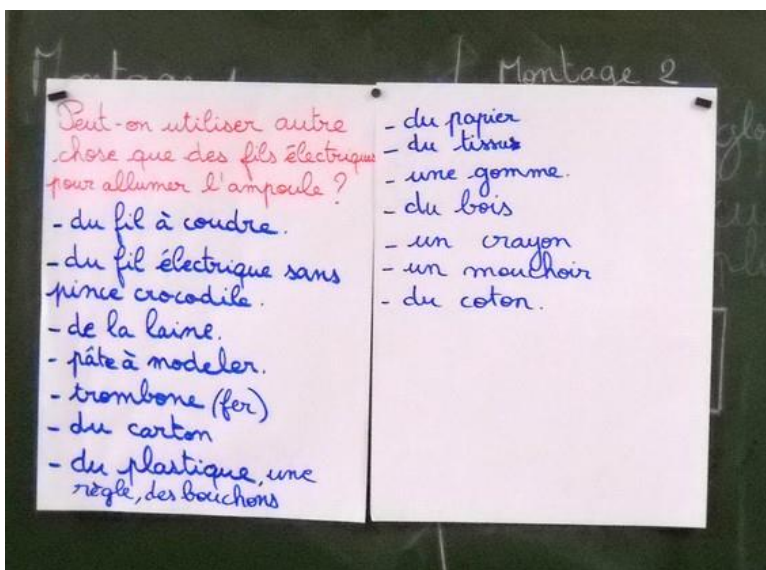 Montage
Montage 2
Peut-on utiliser autre
chose que des fils électriques
pour allumer l'ampoule ?
- du fil à coudre.
- du fil électrique sans
pince crocodile.
- de la laine.
- pâte à modeler.
- trombone (fer)
- du carton
- du plastique, une
règle, des bouchons
- du papier
- du tissus
- une gomme.
- du bois
- un crayon
- un mouchoir
- du coton.